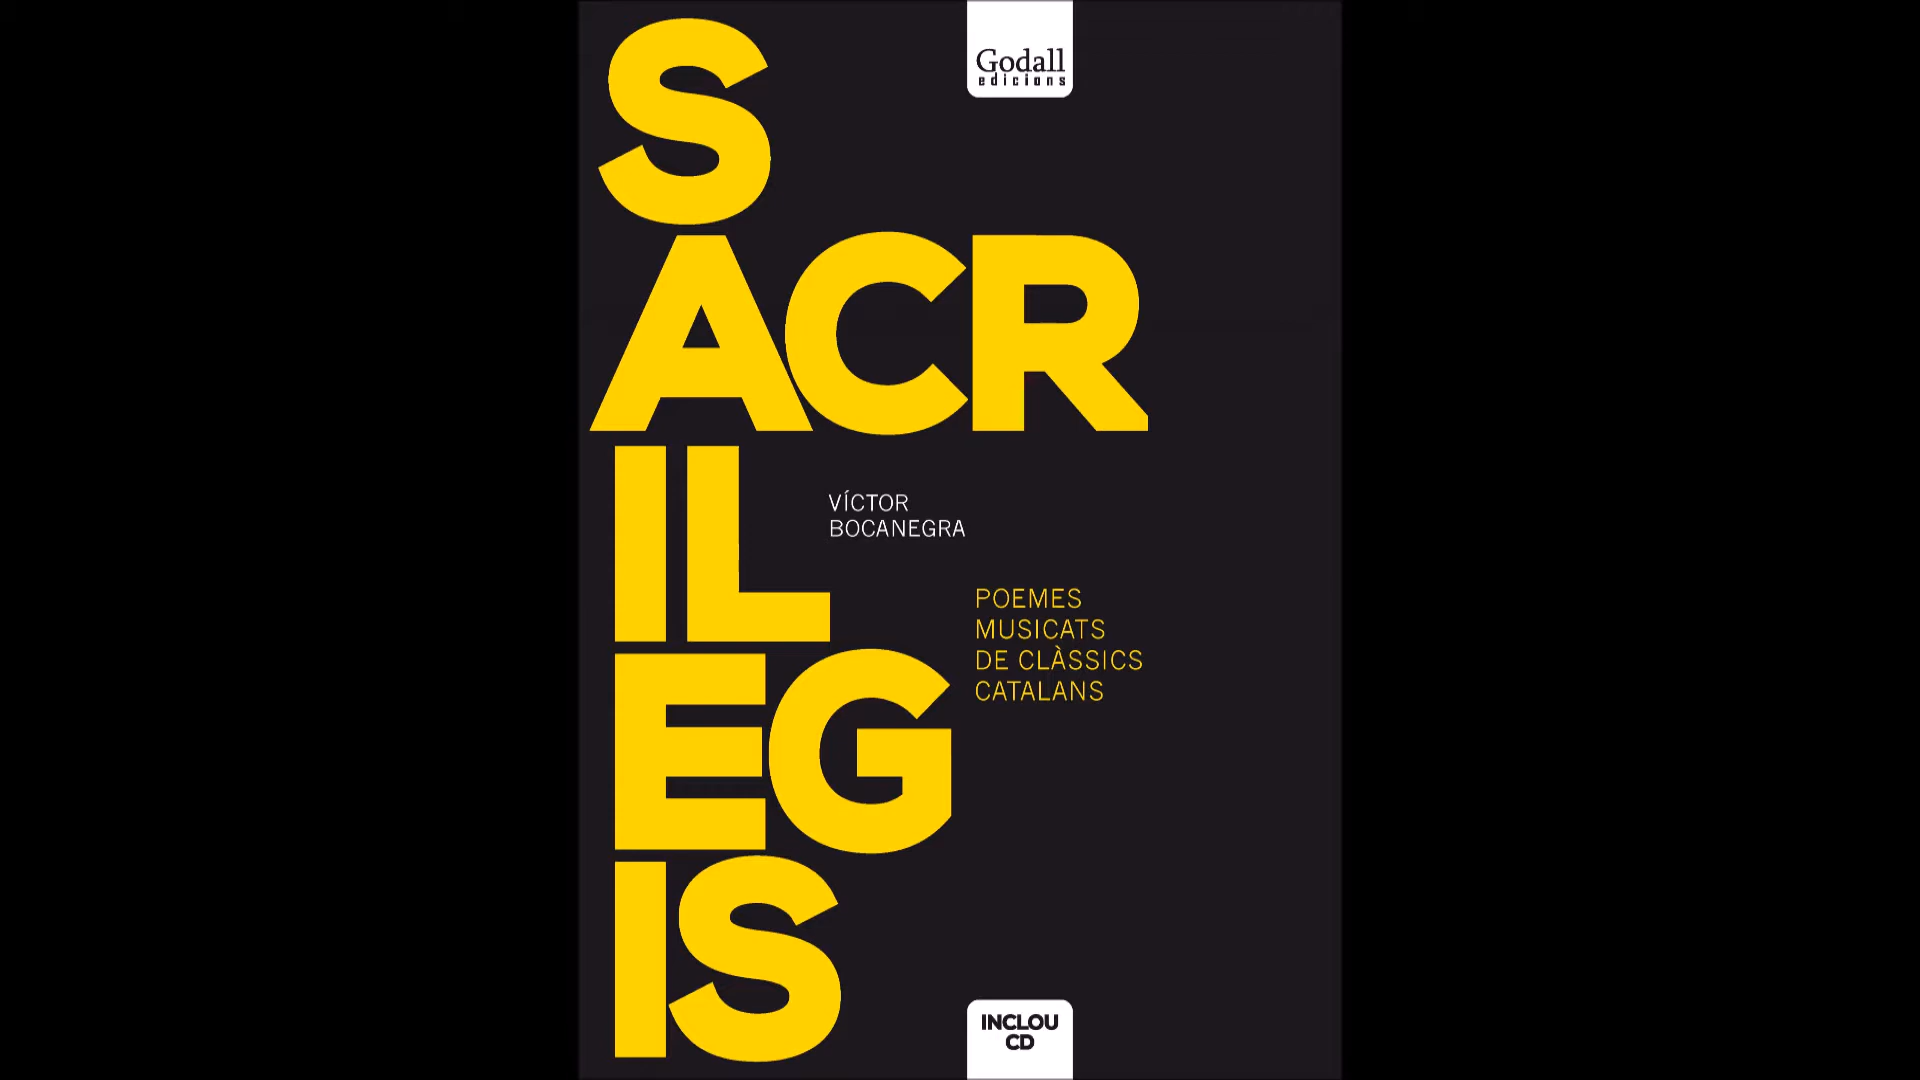 Godall
edicions
S
ACR
IL
EG
IS
VÍCTOR
BOCANEGRA
POEMES
MUSICATS
DE CLÀSSICS
CATALANS
INCLOU
CD